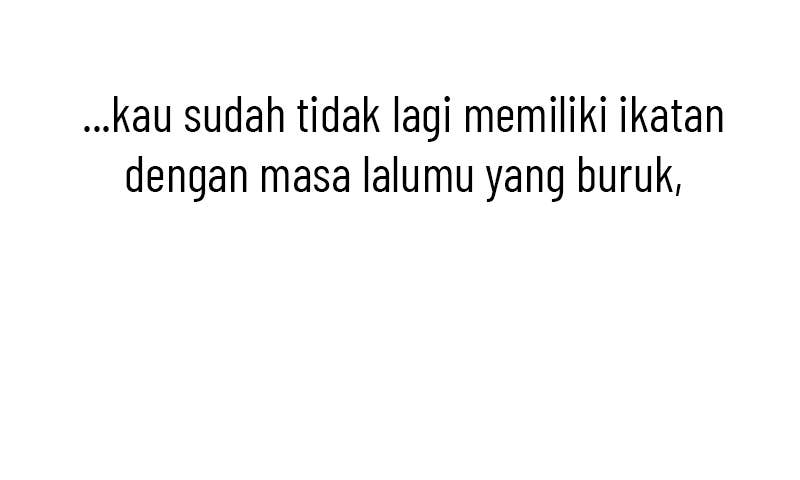 ...kau sudah tidak lagi memiliki ikatan
dengan masa lalumu yang buruk,